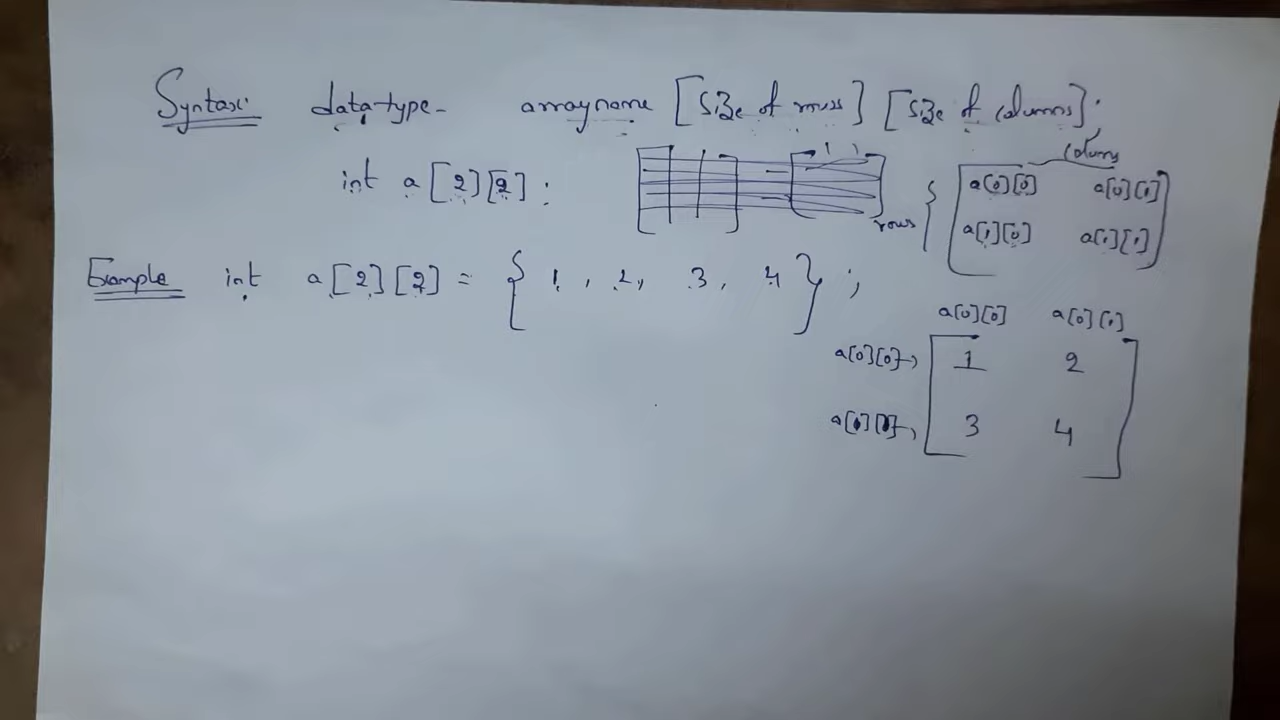 Syntax: data-type arrayname [size of rows] [size of columns];
int a[2][2];
columns
rows { a[0][0] a[0][1]
a[1][0] a[1][1]
Example int a[2][2] = { 1, 2, 3, 4 } ;
a[0][0] a[0][1]
a[0][0]→ 1 2
3 4